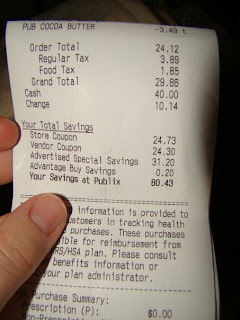 PUB COCOA BUTTER -3.49 t
Order Total 24.12
Regular Tax 3.89
Food Tax 1.85
Grand Total 29.86
Cash 40.00
Change 10.14
Your Total Savings
Store Coupon 24.73
Vendor Coupon 24.30
Advertised Special Savings 31.20
Advantage Buy Savings 0.20
Your Savings at Publix 80.43
information is provided to
customers in tracking health
purchases. These purchases
ible for reimbursement from
RS/HSA plan. Please consult
benefits information or
your plan administrator.
Purchase Summary:
Prescription (P): $0.00